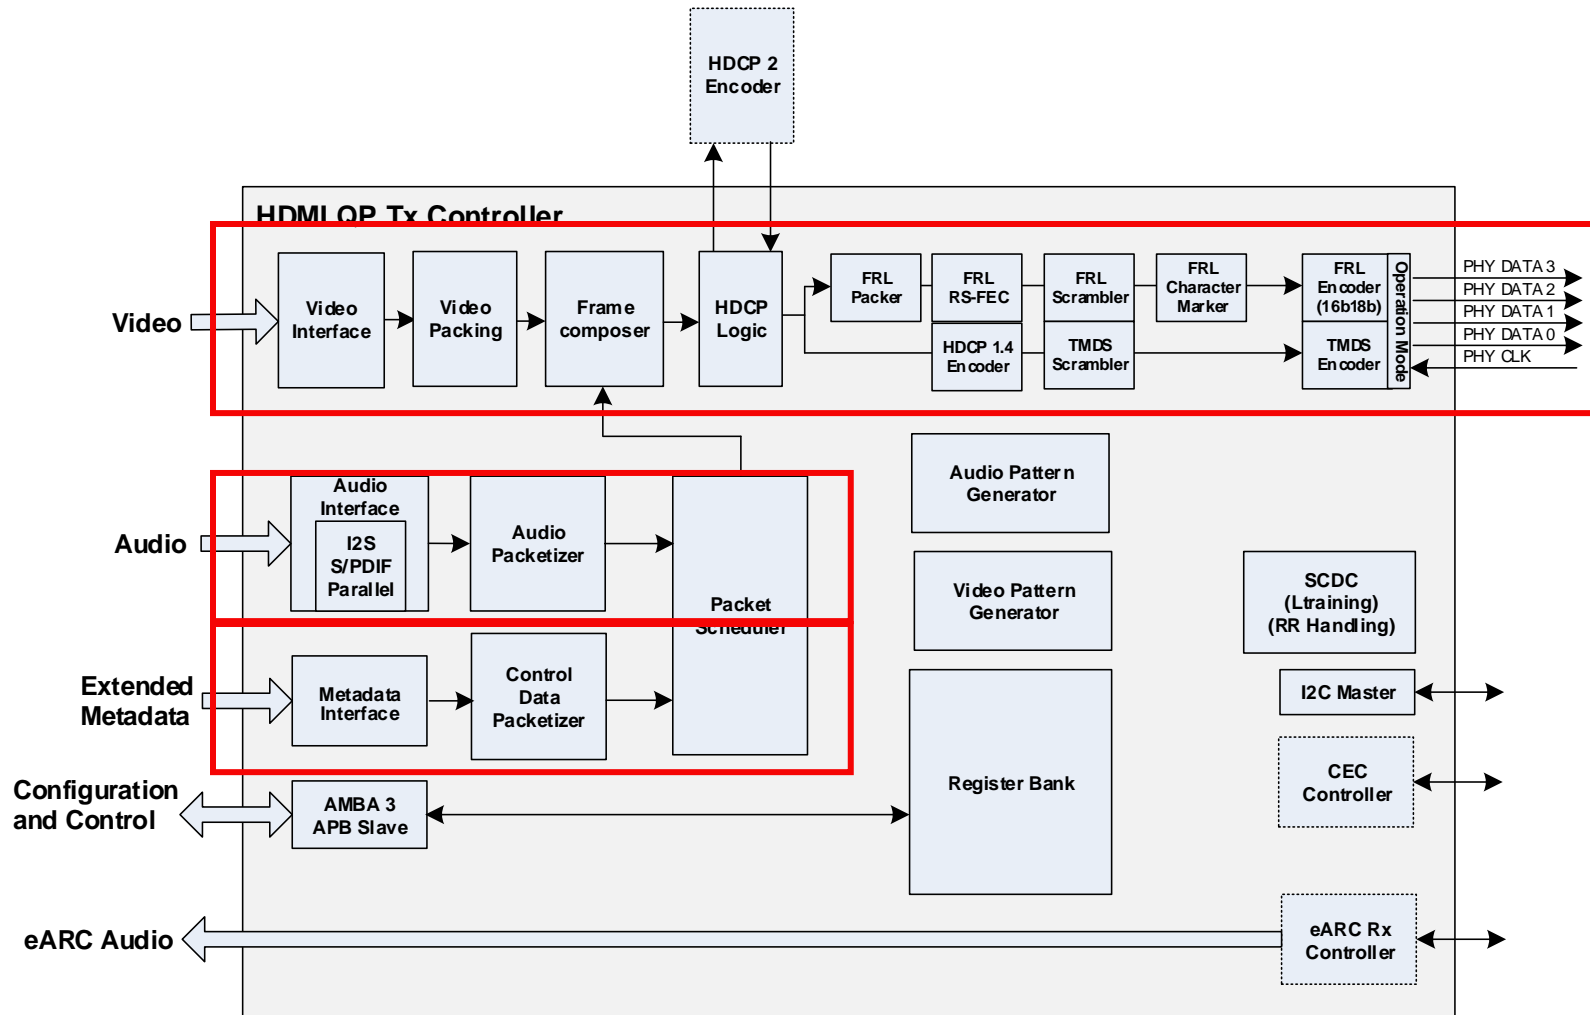 HDCP 2
Encoder
HDMI QP Tx Controller
Video
Video
Interface
Video
Packing
Frame
composer
HDCP
Logic
FRL
Packer
FRL
RS-FEC
FRL
Scrambler
FRL
Character
Marker
FRL
Encoder
(16b18b)
HDCP 1.4
Encoder
TMDS
Scrambler
TMDS
Encoder
Operation Mode
PHY DATA 3
PHY DATA 2
PHY DATA 1
PHY DATA 0
PHY CLK
Audio
Audio
Interface
I2S
S/PDIF
Parallel
Audio
Packetizer
Packet
Scheduler
Audio Pattern
Generator
Video Pattern
Generator
SCDC
(Ltraining)
(RR Handling)
Extended
Metadata
Metadata
Interface
Control
Data
Packetizer
Register Bank
I2C Master
CEC
Controller
Configuration
and Control
AMBA 3
APB Slave
eARC Audio
eARC Rx
Controller